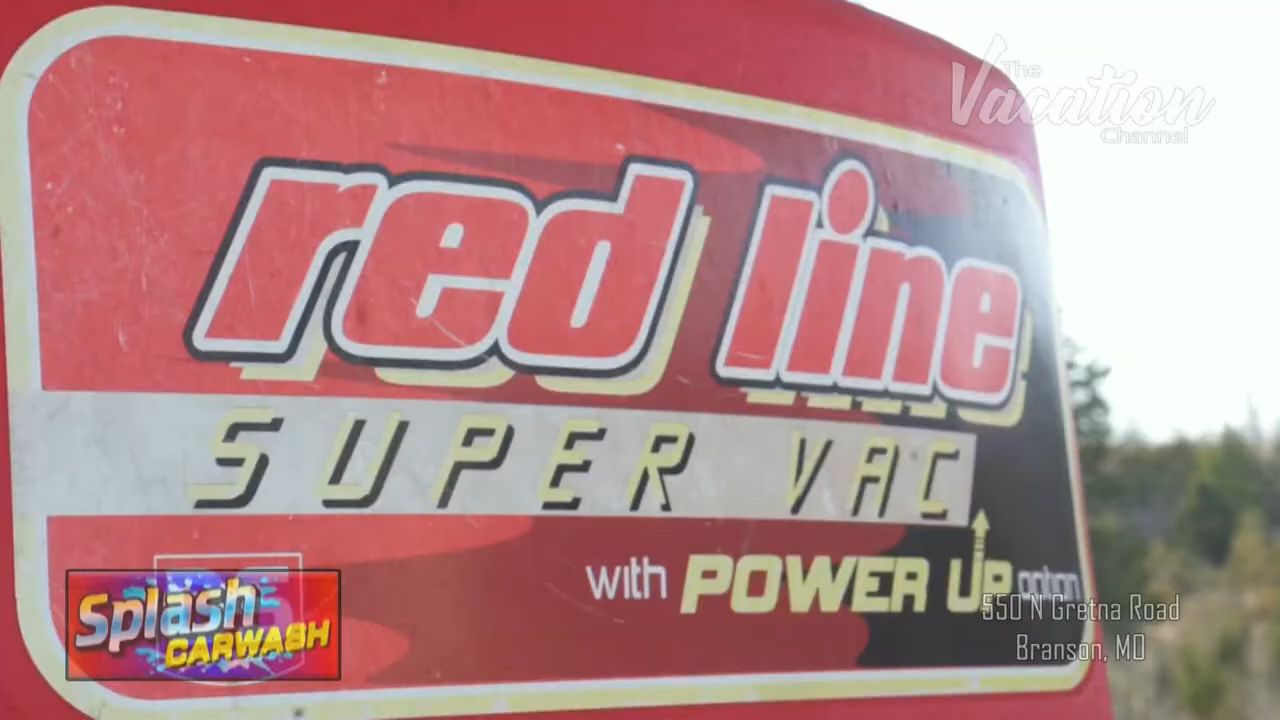 The
Vacation
Channel
red line
SUPER VAC
with POWER UP option
550 N Gretna Road
Branson, MO
Splash
CARWASH